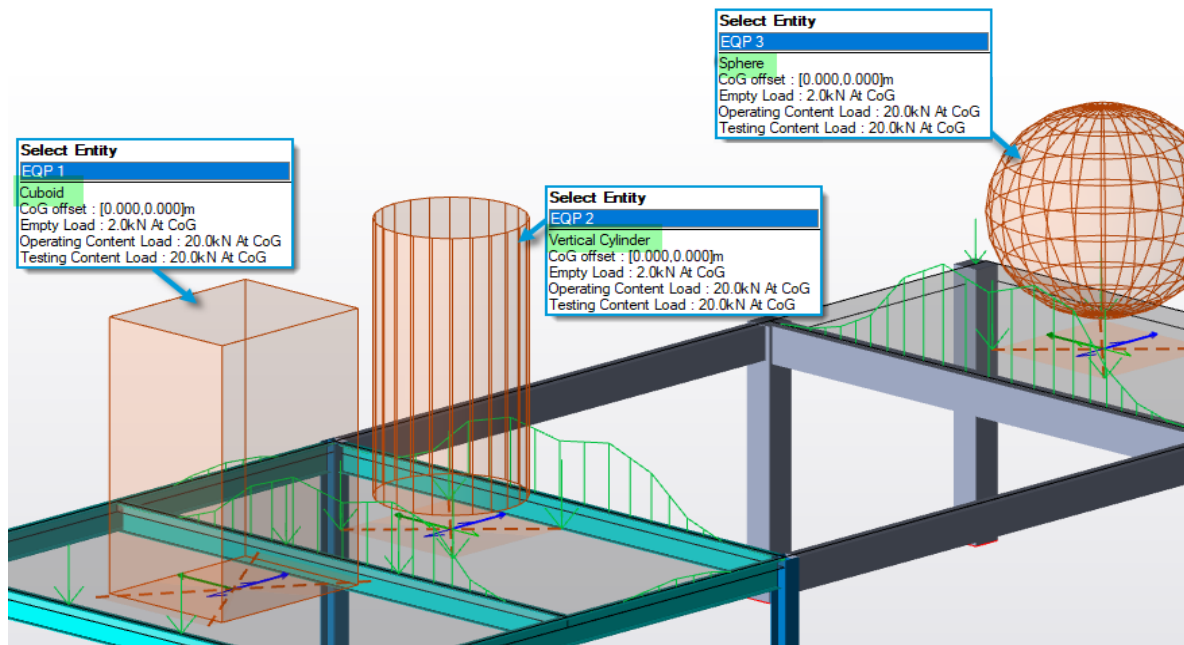 Select Entity
EQP 3
Sphere
CoG offset : [0.000,0.000]m
Empty Load : 2.0kN At CoG
Operating Content Load : 20.0kN At CoG
Testing Content Load : 20.0kN At CoG
Select Entity
EQP 1
Cuboid
CoG offset : [0.000,0.000]m
Empty Load : 2.0kN At CoG
Operating Content Load : 20.0kN At CoG
Testing Content Load : 20.0kN At CoG
Select Entity
EQP 2
Vertical Cylinder
CoG offset : [0.000,0.000]m
Empty Load : 2.0kN At CoG
Operating Content Load : 20.0kN At CoG
Testing Content Load : 20.0kN At CoG